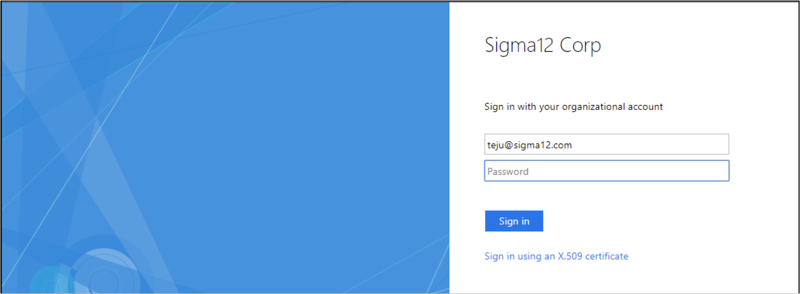 Sigma12 Corp
Sign in with your organizational account
teju@sigma12.com
Password
Sign in
Sign in using an X.509 certificate